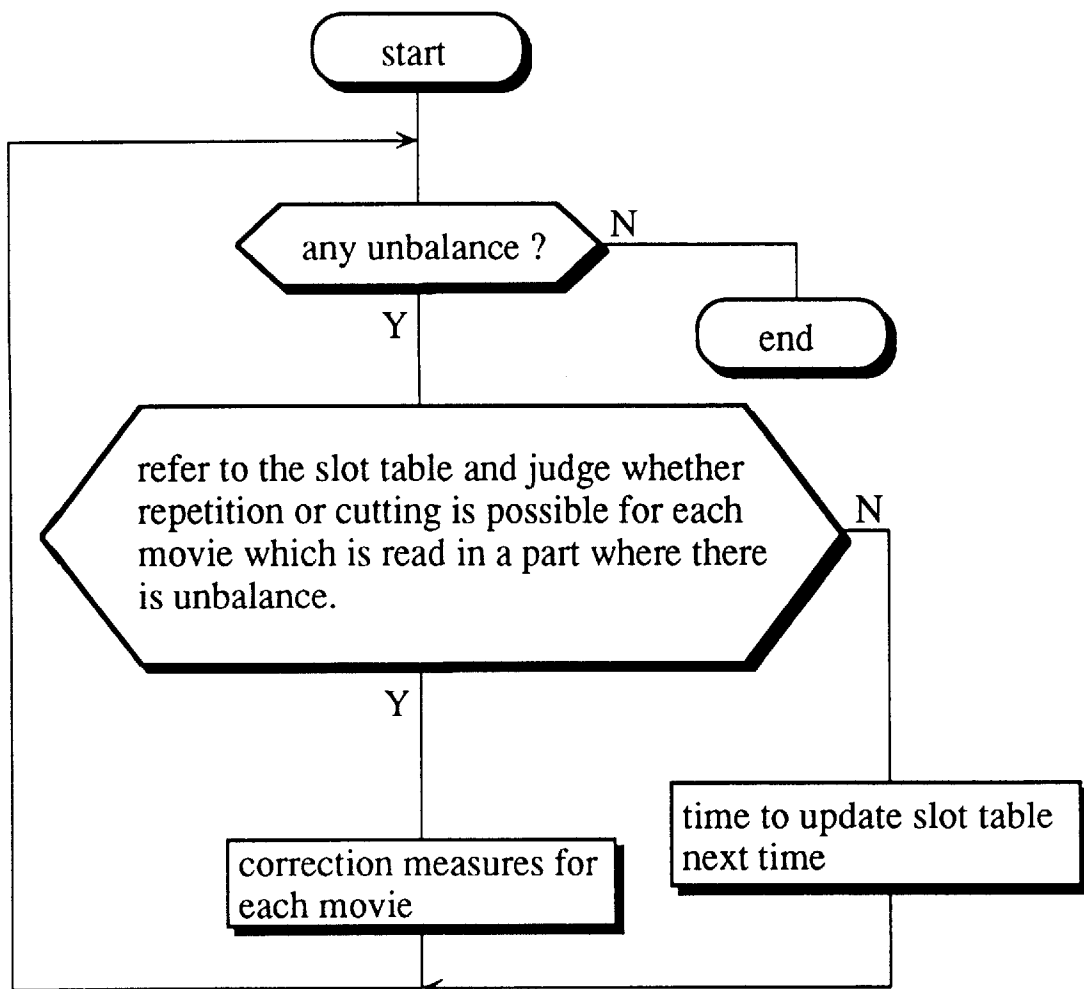 start
any unbalance ?
N
end
Y
refer to the slot table and judge whether
repetition or cutting is possible for each
movie which is read in a part where there
is unbalance.
N
Y
time to update slot table
next time
correction measures for
each movie